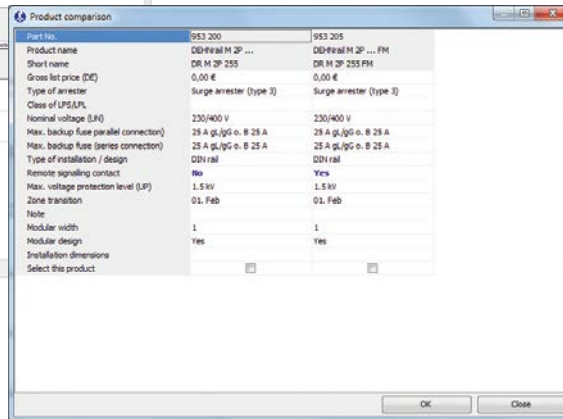 Product comparison
Part No. 953 200 953 205
Product name DEHNrail M 2P ... DEHNrail M 2P ... FM
Short name DR M 2P 255 DR M 2P 255 FM
Gross list price (DE) 0,00 € 0,00 €
Type of arrester Surge arrester (type 3) Surge arrester (type 3)
Class of LPS/LPL
Nominal voltage (UN) 230/400 V 230/400 V
Max. backup fuse parallel connection) 25 A gL/gG o. B 25 A 25 A gL/gG o. B 25 A
Max. backup fuse (series connection) 25 A gL/gG o. B 25 A 25 A gL/gG o. B 25 A
Type of installation / design DIN rail DIN rail
Remote signalling contact No Yes
Max. voltage protection level (UP) 1.5 kV 1.5 kV
Zone transition 01. Feb 01. Feb
Note
Modular width 1 1
Modular design Yes Yes
Installation dimensions
Select this product
OK Close